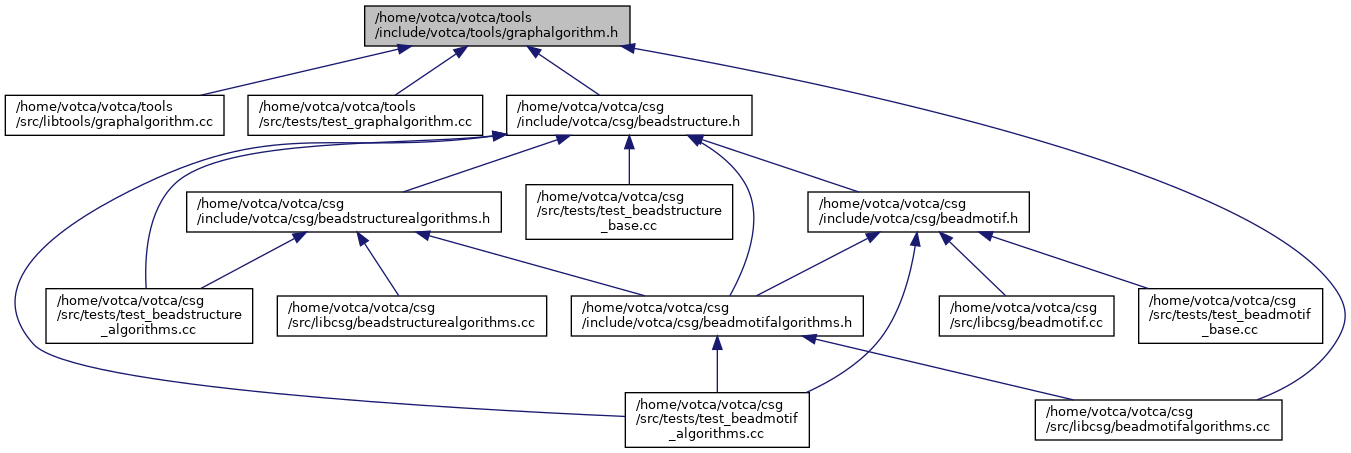 /home/votca/votca/tools
/include/votca/tools/graphalgorithm.h
/home/votca/votca/tools
/src/libtools/graphalgorithm.cc
/home/votca/votca/tools
/src/tests/test_graphalgorithm.cc
/home/votca/votca/csg
/include/votca/csg/beadstructure.h
/home/votca/votca/csg
/include/votca/csg/beadstructurealgorithms.h
/home/votca/votca/csg
/src/tests/test_beadstructure
_base.cc
/home/votca/votca/csg
/include/votca/csg/beadmotif.h
/home/votca/votca/csg
/src/tests/test_beadstructure
_algorithms.cc
/home/votca/votca/csg
/src/libcsg/beadstructurealgorithms.cc
/home/votca/votca/csg
/include/votca/csg/beadmotifalgorithms.h
/home/votca/votca/csg
/src/libcsg/beadmotif.cc
/home/votca/votca/csg
/src/tests/test_beadmotif
_base.cc
/home/votca/votca/csg
/src/tests/test_beadmotif
_algorithms.cc
/home/votca/votca/csg
/src/libcsg/beadmotifalgorithms.cc